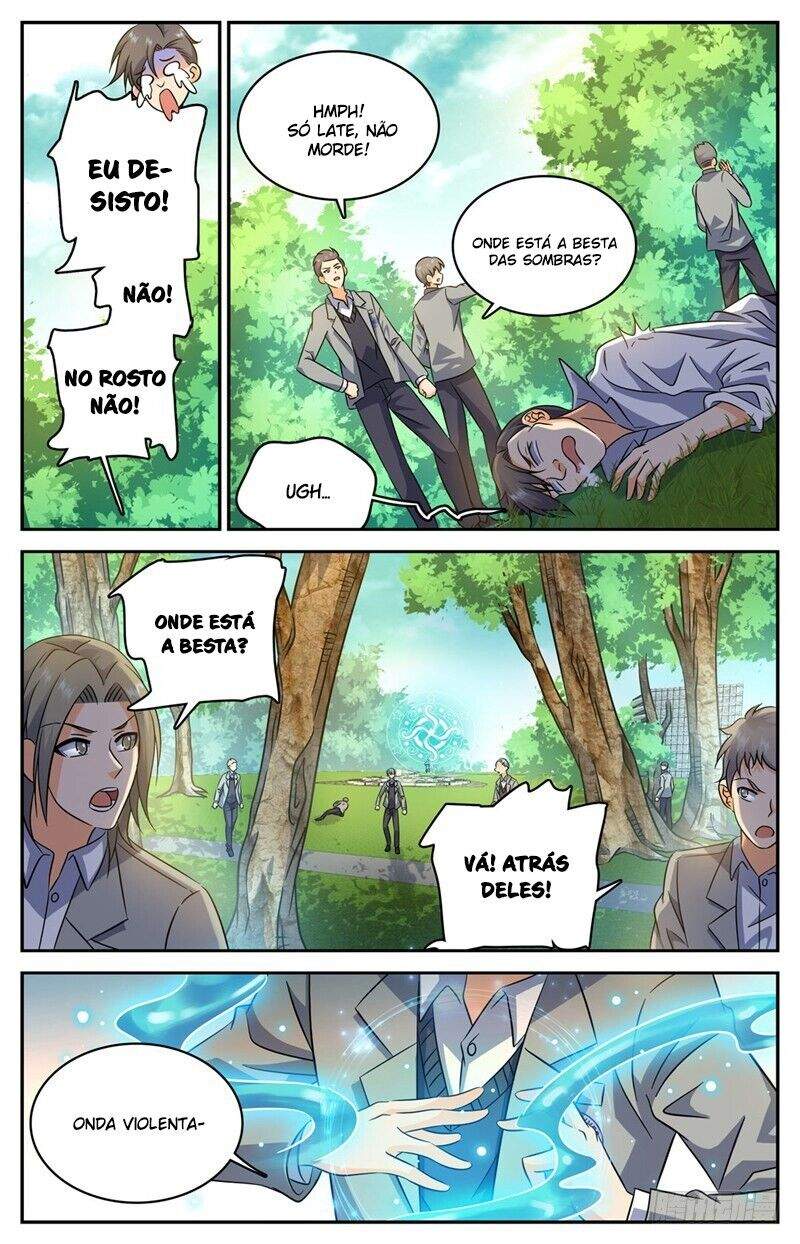 EU DE-
SISTO!
NÃO!
NO ROSTO
NÃO!
HMPH!
SÓ LATE, NÃO
MORDE!
ONDE ESTÁ A BESTA
DAS SOMBRAS?
UGH...
ONDE ESTÁ
A BESTA?
VÁ! ATRÁS
DELES!
ONDA VIOLENTA-